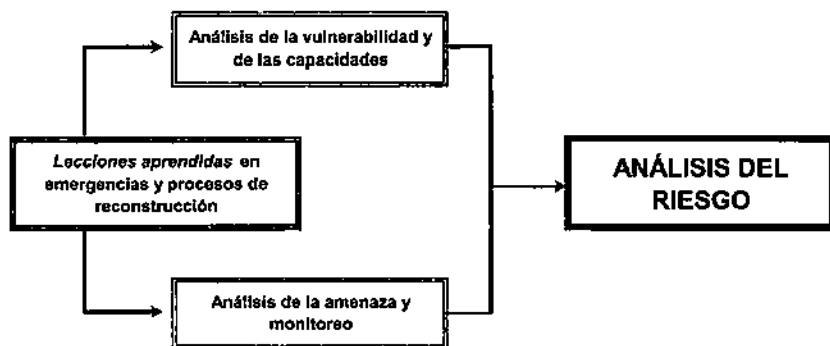 Análisis de la vulnerabilidad y
de las capacidades
Lecciones aprendidas en
emergencias y procesos de
reconstrucción
ANÁLISIS DEL
RIESGO
Análisis de la amenaza y
monitoreo